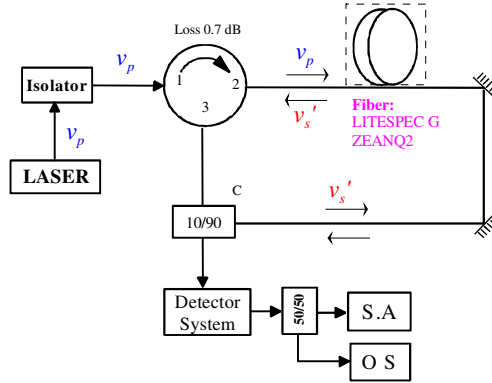 Loss 0.7 dB
v_p
v_p
Isolator
1
2
3
v_s'
Fiber:
LITESPEC G
ZEANQ2
v_p
LASER
C
v_s'
10/90
Detector
System
50/50
S.A
O S